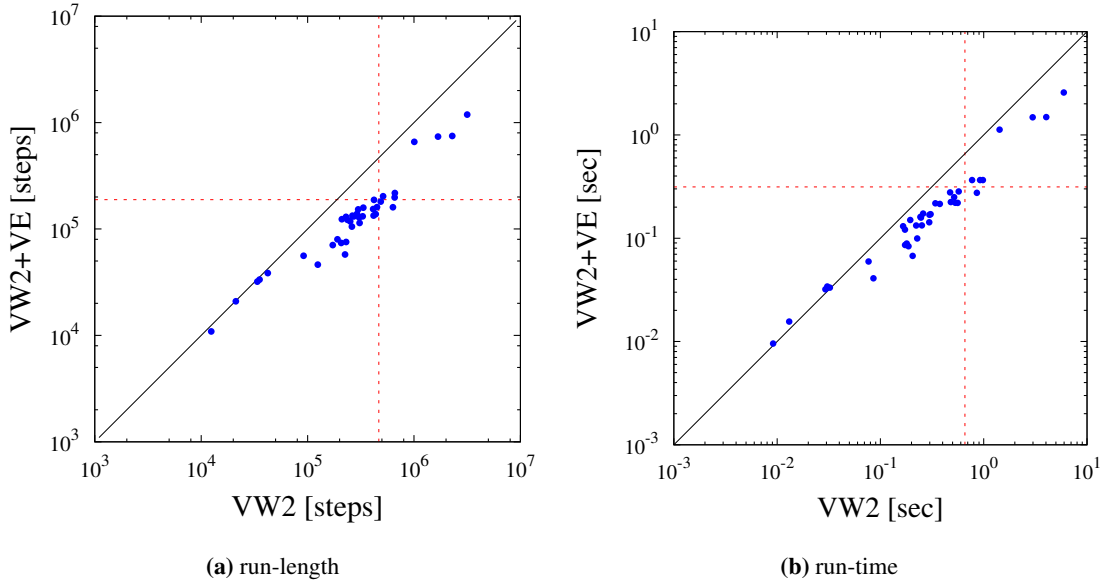 10^7
10^6
10^5
10^4
10^3
VW2+VE [steps]
10^3 10^4 10^5 10^6 10^7
VW2 [steps]
(a) run-length
10^1
10^0
10^-1
10^-2
10^-3
VW2+VE [sec]
10^-3 10^-2 10^-1 10^0 10^1
VW2 [sec]
(b) run-time